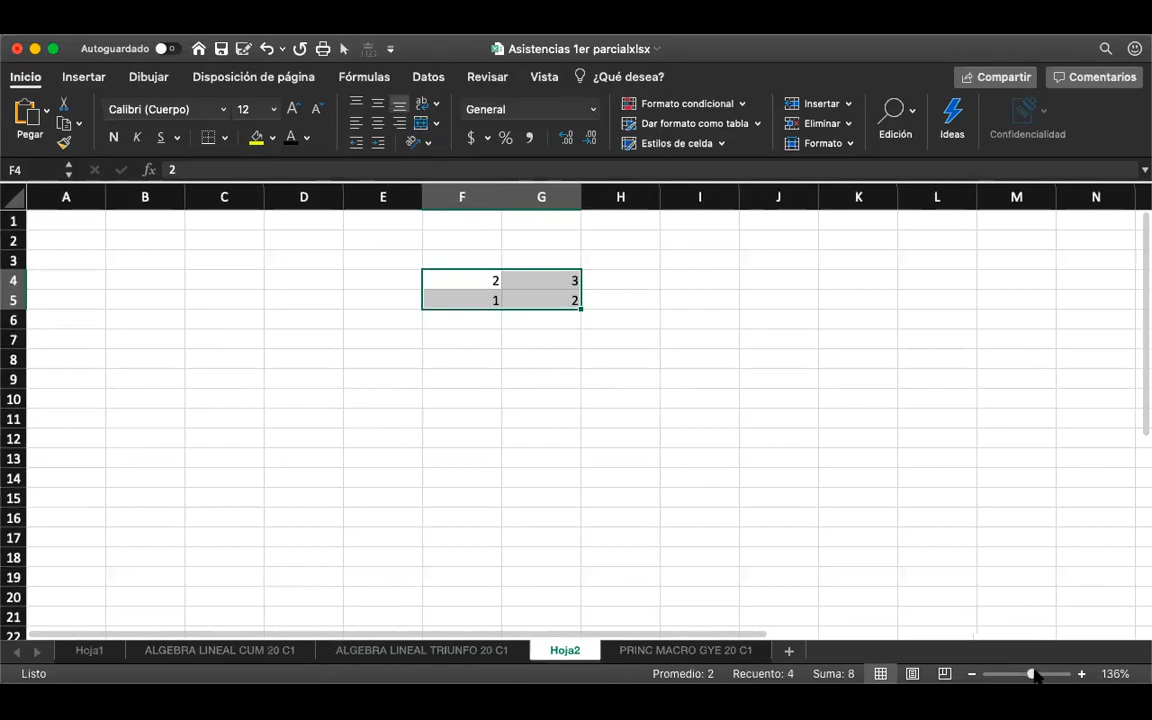 Autoguardado
Asistencias 1er parcialxlsx
Inicio Insertar Dibujar Disposición de página Fórmulas Datos Revisar Vista ¿Qué desea? Compartir Comentarios
Pegar
Calibri (Cuerpo) 12
N K S
General
$ %
Formato condicional
Dar formato como tabla
Estilos de celda
Insertar
Eliminar
Formato
Edición
Ideas
Confidencialidad
F4 fx 2
A B C D E F G H I J K L M N
1
2
3
4 2 3
5 1 2
6
7
8
9
10
11
12
13
14
15
16
17
18
19
20
21
22
Hoja1 ALGEBRA LINEAL CUM 20 C1 ALGEBRA LINEAL TRIUNFO 20 C1 Hoja2 PRINC MACRO GYE 20 C1 +
Listo Promedio: 2 Recuento: 4 Suma: 8 136%